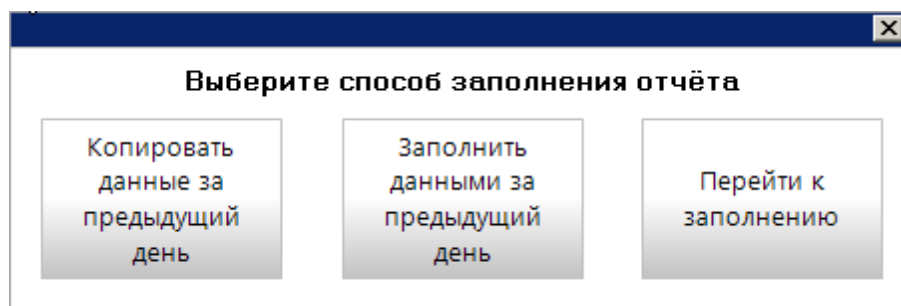 Выберите способ заполнения отчёта
Копировать
данные за
предыдущий
день
Заполнить
данными за
предыдущий
день
Перейти к
заполнению